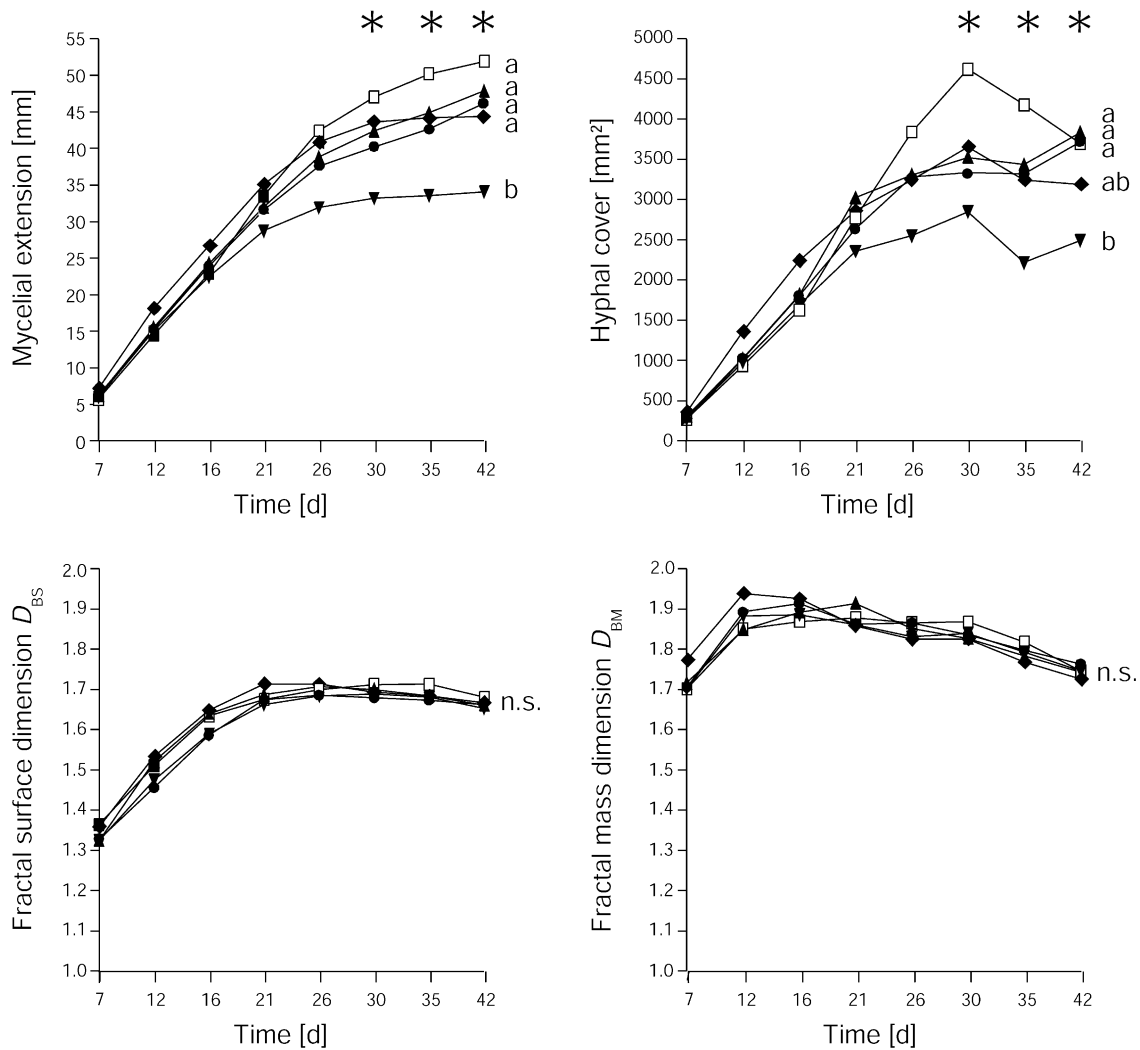 * * *
55
50
45
40
35
30
25
20
15
10
5
0
Mycelial extension [mm]
a
a
a
a
b
7 12 16 21 26 30 35 42
Time [d]
* * *
5000
4500
4000
3500
3000
2500
2000
1500
1000
500
0
Hyphal cover [mm²]
a
a
a
ab
b
7 12 16 21 26 30 35 42
Time [d]
2.0
1.9
1.8
1.7
1.6
1.5
1.4
1.3
1.2
1.1
1.0
Fractal surface dimension D_BS
n.s.
7 12 16 21 26 30 35 42
Time [d]
2.0
1.9
1.8
1.7
1.6
1.5
1.4
1.3
1.2
1.1
1.0
Fractal mass dimension D_BM
n.s.
7 12 16 21 26 30 35 42
Time [d]